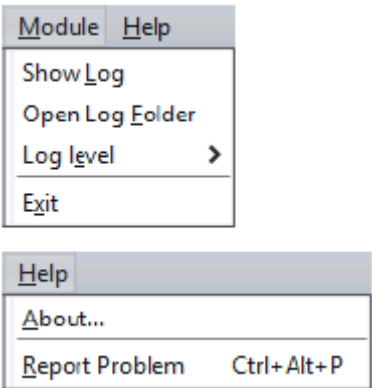 Module Help
Show Log
Open Log Folder
Log level
Exit
Help
About...
Report Problem Ctrl+Alt+P